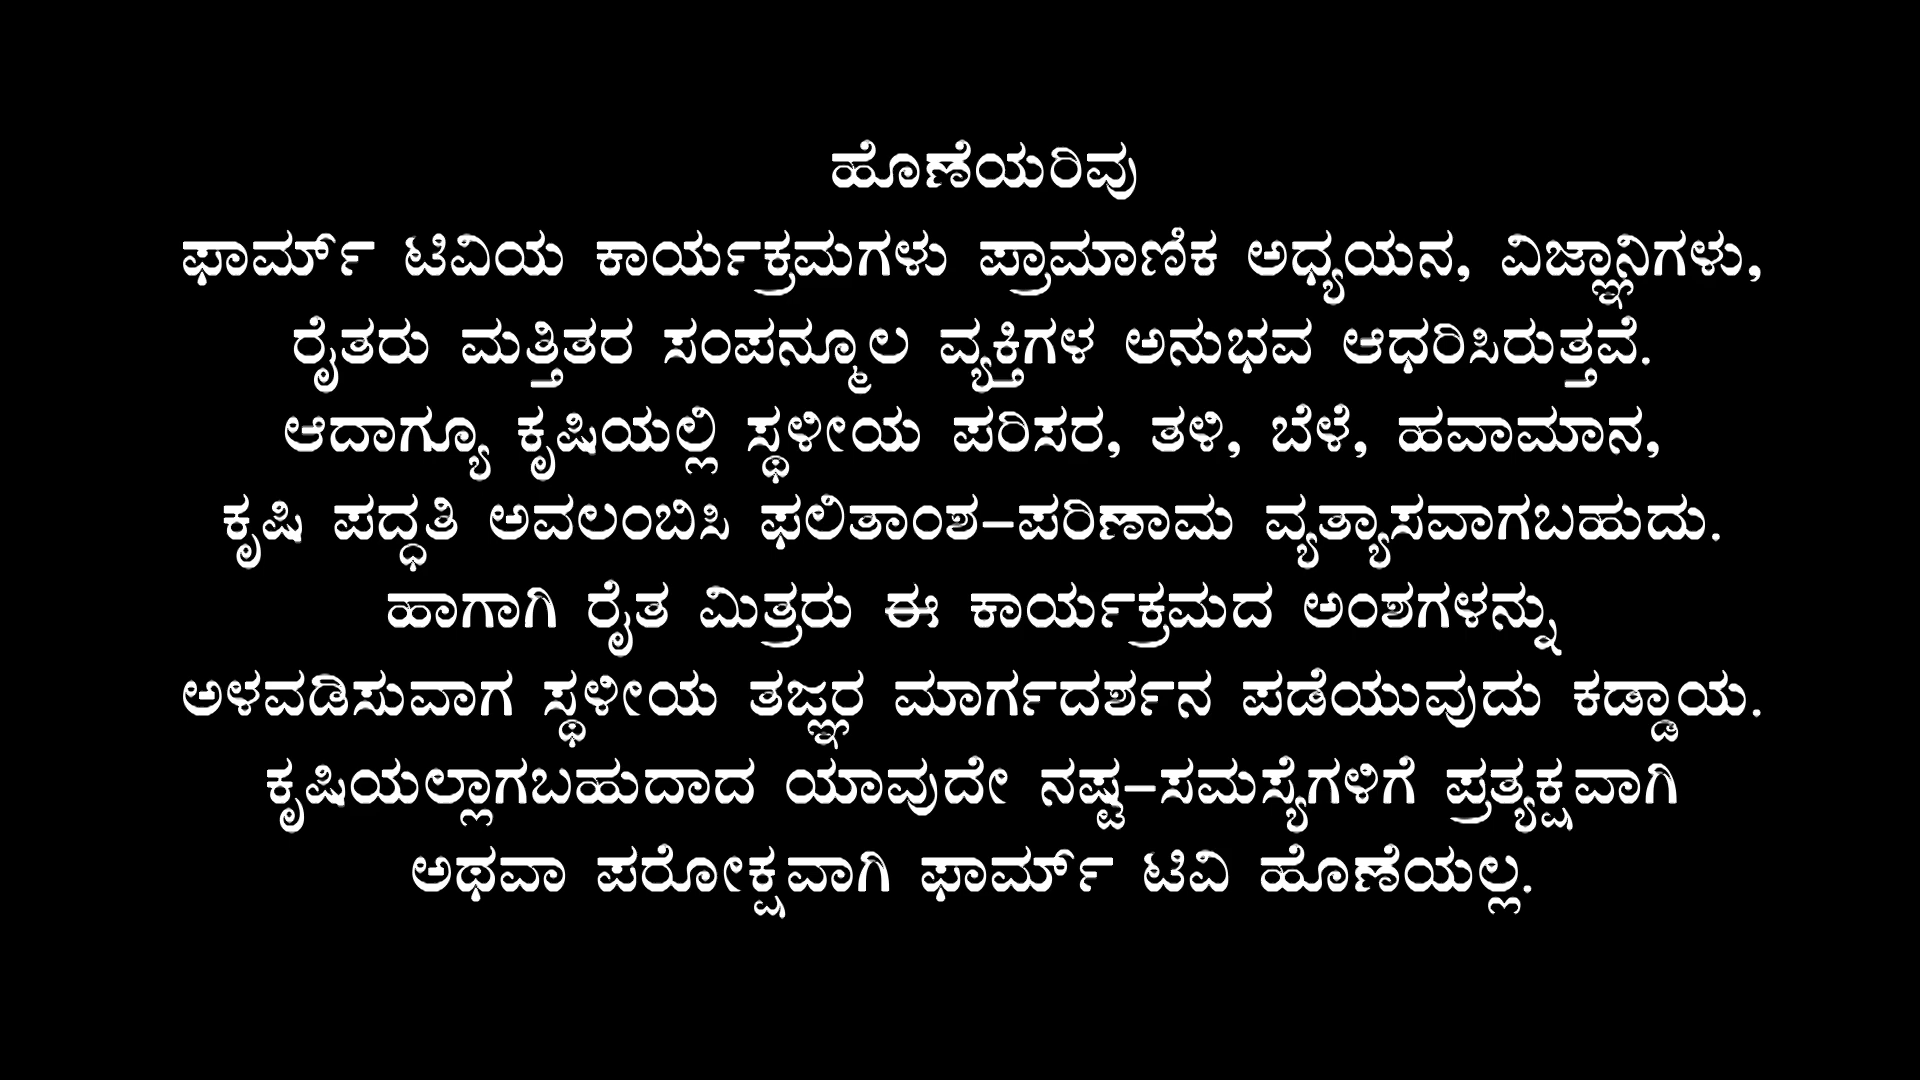 ಹೊಣೆಯರಿವು
ಫಾರ್ಮ್ ಟಿವಿಯ ಕಾರ್ಯಕ್ರಮಗಳು ಪ್ರಾಮಾಣಿಕ ಅಧ್ಯಯನ, ವಿಜ್ಞಾನಿಗಳು,
ರೈತರು ಮತ್ತಿತರ ಸಂಪನ್ಮೂಲ ವ್ಯಕ್ತಿಗಳ ಅನುಭವ ಆಧರಿಸಿರುತ್ತವೆ.
ಆದಾಗ್ಯೂ ಕೃಷಿಯಲ್ಲಿ ಸ್ಥಳೀಯ ಪರಿಸರ, ತಳಿ, ಬೆಳೆ, ಹವಾಮಾನ,
ಕೃಷಿ ಪದ್ಧತಿ ಅವಲಂಬಿಸಿ ಫಲಿತಾಂಶ-ಪರಿಣಾಮ ವ್ಯತ್ಯಾಸವಾಗಬಹುದು.
ಹಾಗಾಗಿ ರೈತ ಮಿತ್ರರು ಈ ಕಾರ್ಯಕ್ರಮದ ಅಂಶಗಳನ್ನು
ಅಳವಡಿಸುವಾಗ ಸ್ಥಳೀಯ ತಜ್ಞರ ಮಾರ್ಗದರ್ಶನ ಪಡೆಯುವುದು ಕಡ್ಡಾಯ.
ಕೃಷಿಯಲ್ಲಾಗಬಹುದಾದ ಯಾವುದೇ ನಷ್ಟ-ಸಮಸ್ಯೆಗಳಿಗೆ ಪ್ರತ್ಯಕ್ಷವಾಗಿ
ಅಥವಾ ಪರೋಕ್ಷವಾಗಿ ಫಾರ್ಮ್ ಟಿವಿ ಹೊಣೆಯಲ್ಲ.